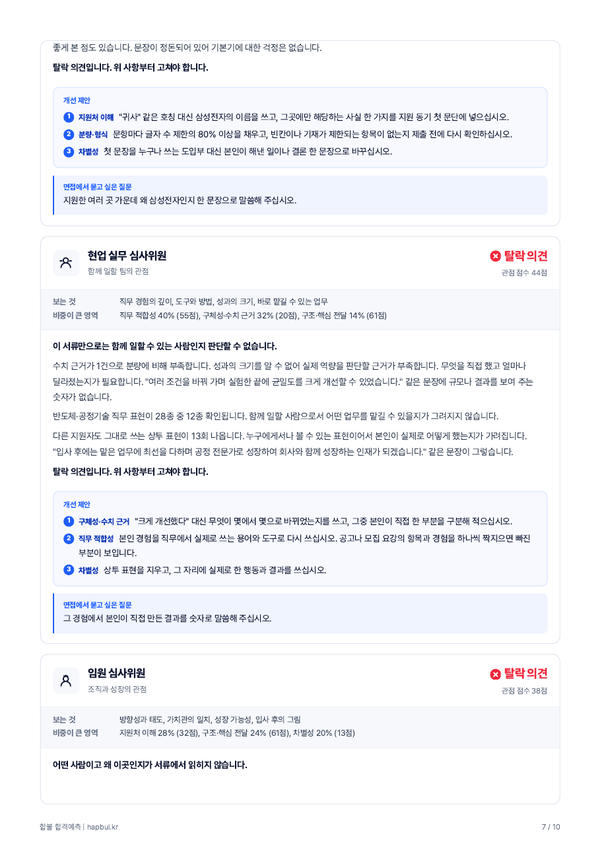 좋게 본 점도 있습니다. 문장이 정돈되어 있어 기본기에 대한 걱정은 없습니다.
탈락 의견입니다. 위 사항부터 고쳐야 합니다.
개선 제안
1 지원처 이해 "귀사" 같은 호칭 대신 삼성전자의 이름을 쓰고, 그곳에만 해당하는 사실 한 가지를 지원 동기 첫 문단에 넣으십시오.
2 분량·형식 문항마다 글자 수 제한의 80% 이상을 채우고, 빈칸이나 기재가 제한되는 항목이 없는지 제출 전에 다시 확인하십시오.
3 차별성 첫 문장을 누구나 쓰는 도입부 대신 본인이 해낸 일이나 결론 한 문장으로 바꾸십시오.
면접에서 묻고 싶은 질문
지원한 여러 곳 가운데 왜 삼성전자인지 한 문장으로 말씀해 주십시오.
현업 실무 심사위원
함께 일할 팀의 관점
탈락 의견
관점 점수 44점
보는 것 직무 경험의 깊이, 도구와 방법, 성과의 크기, 바로 맡길 수 있는 업무
비중이 큰 영역 직무 적합성 40% (55점), 구체성·수치 근거 32% (20점), 구조·핵심 전달 14% (61점)
이 서류만으로는 함께 일할 수 있는 사람인지 판단할 수 없습니다.
수치 근거가 1건으로 분량에 비해 부족합니다. 성과의 크기를 알 수 없어 실제 역량을 판단할 근거가 부족합니다. 무엇을 직접 했고 얼마나
달라졌는지가 필요합니다. "여러 조건을 바꿔 가며 실험한 끝에 균일도를 크게 개선할 수 있었습니다." 같은 문장에 규모나 결과를 보여 주는
숫자가 없습니다.
반도체·공정기술 직무 표현이 28종 중 12종 확인됩니다. 함께 일할 사람으로서 어떤 업무를 맡길 수 있을지가 그려지지 않습니다.
다른 지원자도 그대로 쓰는 상투 표현이 13회 나옵니다. 누구에게서나 볼 수 있는 표현이어서 본인이 실제로 어떻게 했는지가 가려집니다.
"입사 후에는 맡은 업무에 최선을 다하며 공정 전문가로 성장하여 회사와 함께 성장하는 인재가 되겠습니다." 같은 문장이 그렇습니다.
탈락 의견입니다. 위 사항부터 고쳐야 합니다.
개선 제안
1 구체성·수치 근거 "크게 개선했다" 대신 무엇이 몇에서 몇으로 바뀌었는지를 쓰고, 그중 본인이 직접 한 부분을 구분해 적으십시오.
2 직무 적합성 본인 경험을 직무에서 실제로 쓰는 용어와 도구로 다시 쓰십시오. 공고나 모집 요강의 항목과 경험을 하나씩 짝지으면 빠진
부분이 보입니다.
3 차별성 상투 표현을 지우고, 그 자리에 실제로 한 행동과 결과를 쓰십시오.
면접에서 묻고 싶은 질문
그 경험에서 본인이 직접 만든 결과를 숫자로 말씀해 주십시오.
임원 심사위원
조직과 성장의 관점
탈락 의견
관점 점수 38점
보는 것 방향성과 태도, 가치관의 일치, 성장 가능성, 입사 후의 그림
비중이 큰 영역 지원처 이해 28% (32점), 구조·핵심 전달 24% (61점), 차별성 20% (13점)
어떤 사람이고 왜 이곳인지가 서류에서 읽히지 않습니다.
합불 합격예측 | hapbul.kr
7 / 10